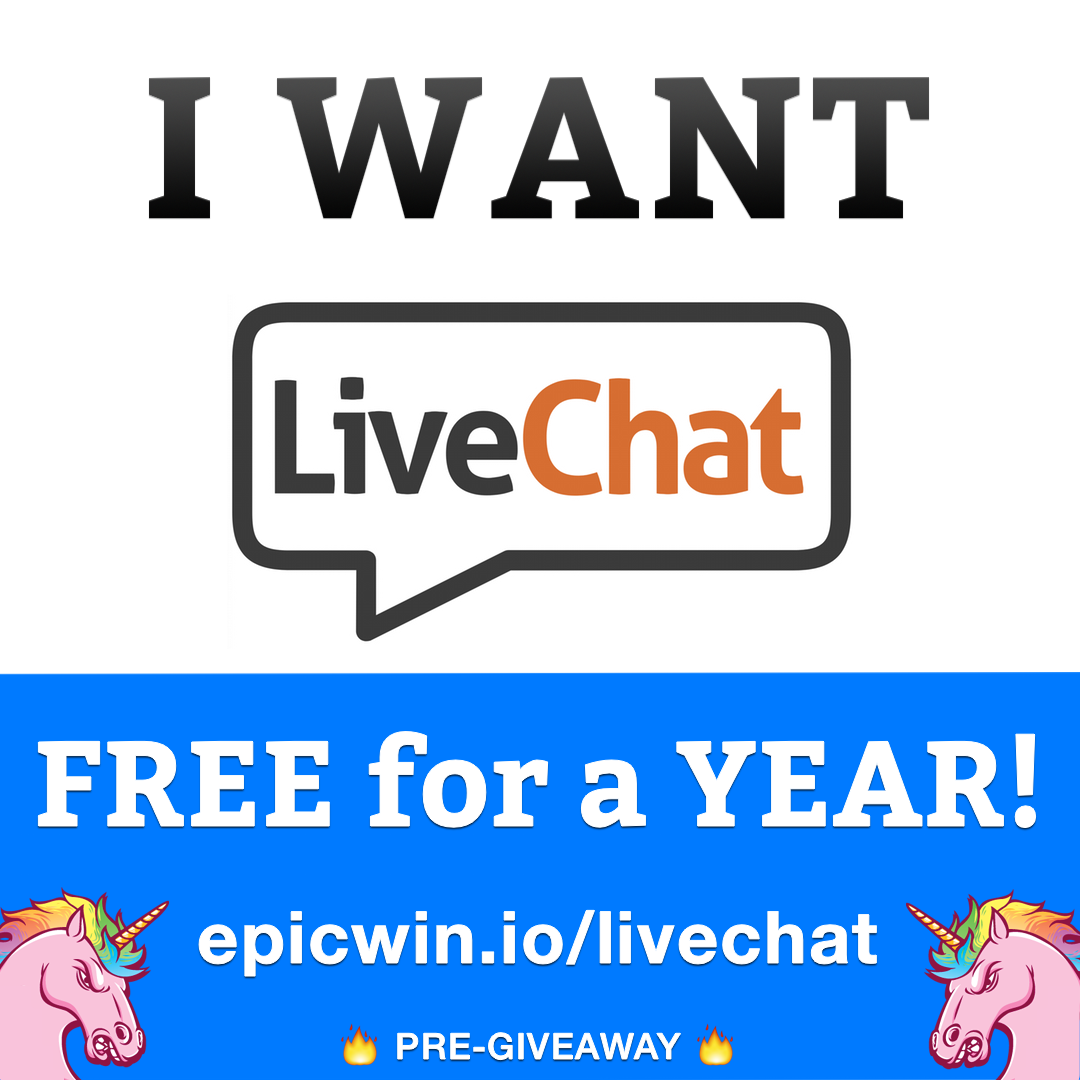 I WANT
LiveChat
FREE for a YEAR!
epicwin.io/livechat
🔥 PRE-GIVEAWAY 🔥